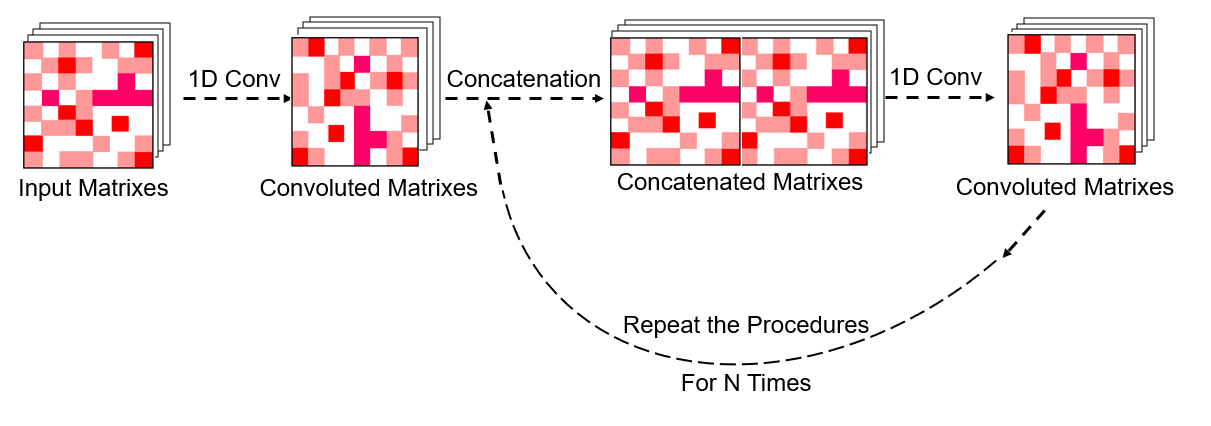 1D Conv
Concatenation
1D Conv
Input Matrixes
Convoluted Matrixes
Concatenated Matrixes
Convoluted Matrixes
Repeat the Procedures
For N Times